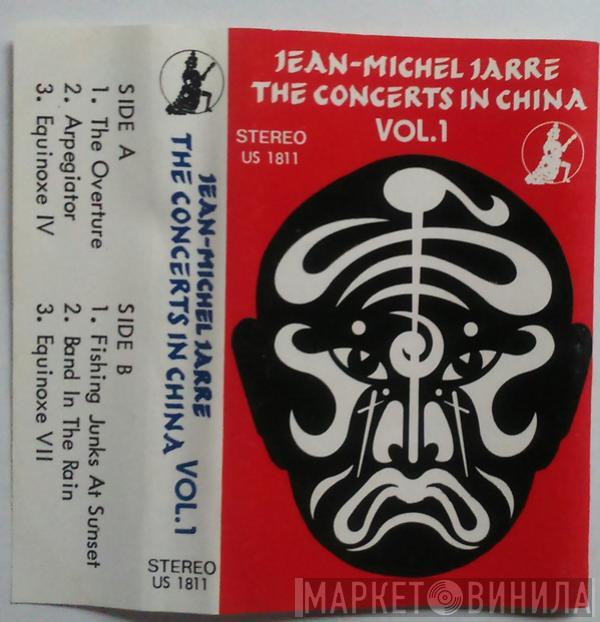 SIDE A
1. The Overture
2. Arpegiator
3. Equinoxe IV
SIDE B
1. Fishing Junks At Sunset
2. Band In The Rain
3. Equinoxe VII
JEAN-MICHEL JARRE
THE CONCERTS IN CHINA VOL.1
STEREO
US 1811
JEAN-MICHEL JARRE
THE CONCERTS IN CHINA
VOL.1
STEREO
US 1811
МАРКЕТ ВИНИЛА